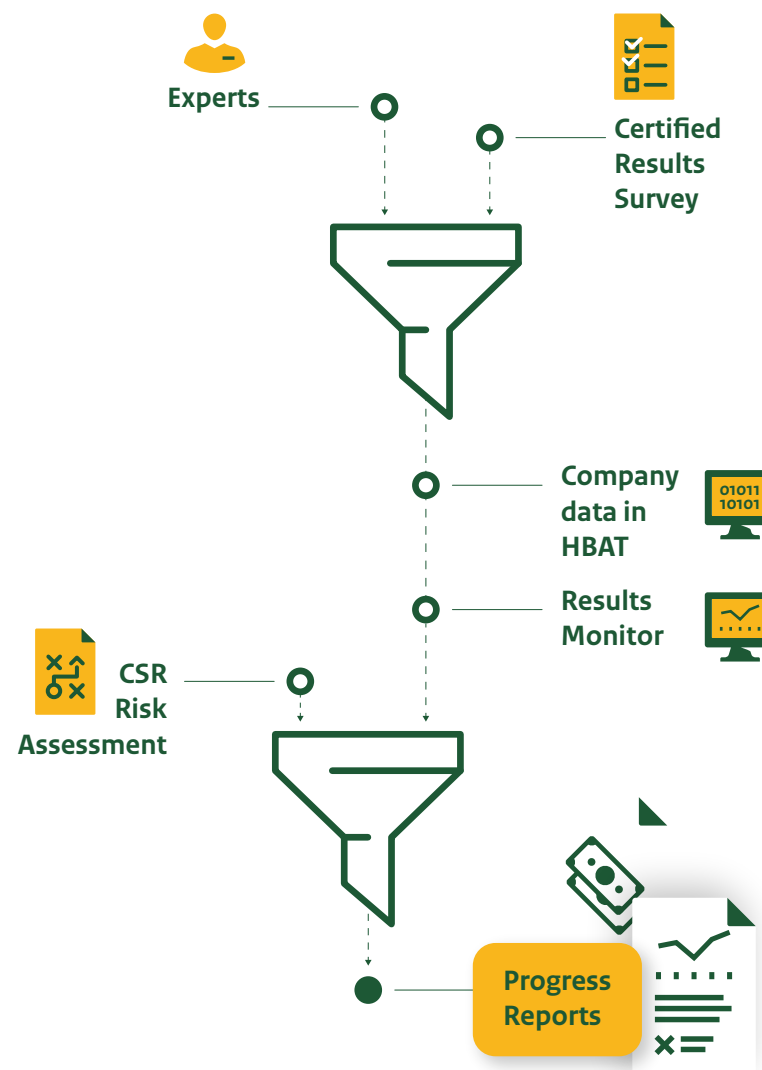 Experts
Certified
Results
Survey
Company
data in
HBAT
01011
10101
Results
Monitor
CSR
Risk
Assessment
Progress
Reports